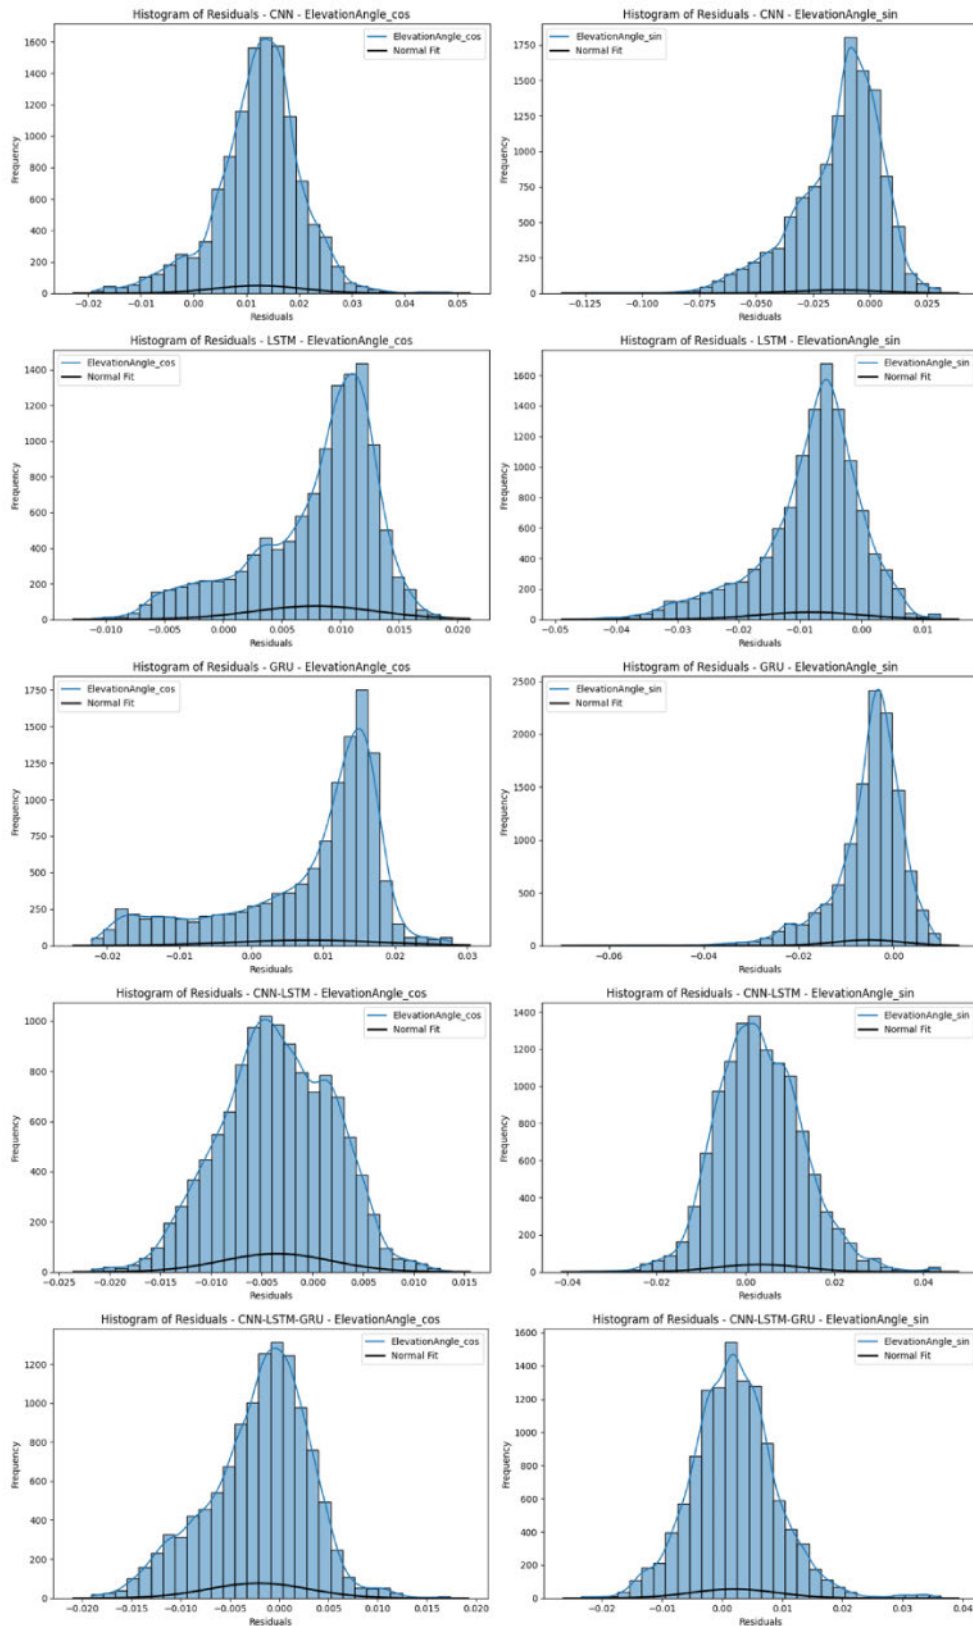 Histogram of Residuals - CNN - ElevationAngle_cos
1600
1400
1200
1000
800
600
400
200
0
Frequency
ElevationAngle_cos
Normal Fit
−0.02 −0.01 0.00 0.01 0.02 0.03 0.04 0.05
Residuals
Histogram of Residuals - CNN - ElevationAngle_sin
1750
1500
1250
1000
750
500
250
0
Frequency
ElevationAngle_sin
Normal Fit
−0.125 −0.100 −0.075 −0.050 −0.025 0.000 0.025
Residuals
Histogram of Residuals - LSTM - ElevationAngle_cos
1400
1200
1000
800
600
400
200
0
Frequency
ElevationAngle_cos
Normal Fit
−0.010 −0.005 0.000 0.005 0.010 0.015 0.020
Residuals
Histogram of Residuals - LSTM - ElevationAngle_sin
1600
1400
1200
1000
800
600
400
200
0
Frequency
ElevationAngle_sin
Normal Fit
−0.05 −0.04 −0.03 −0.02 −0.01 0.00 0.01
Residuals
Histogram of Residuals - GRU - ElevationAngle_cos
1750
1500
1250
1000
750
500
250
0
Frequency
ElevationAngle_cos
Normal Fit
−0.02 −0.01 0.00 0.01 0.02 0.03
Residuals
Histogram of Residuals - GRU - ElevationAngle_sin
2500
2000
1500
1000
500
0
Frequency
ElevationAngle_sin
Normal Fit
−0.06 −0.04 −0.02 0.00
Residuals
Histogram of Residuals - CNN-LSTM - ElevationAngle_cos
1000
800
600
400
200
0
Frequency
ElevationAngle_cos
Normal Fit
−0.025 −0.020 −0.015 −0.010 −0.005 0.000 0.005 0.010 0.015
Residuals
Histogram of Residuals - CNN-LSTM - ElevationAngle_sin
1400
1200
1000
800
600
400
200
0
Frequency
ElevationAngle_sin
Normal Fit
−0.04 −0.02 0.00 0.02 0.04
Residuals
Histogram of Residuals - CNN-LSTM-GRU - ElevationAngle_cos
1200
1000
800
600
400
200
0
Frequency
ElevationAngle_cos
Normal Fit
−0.020 −0.015 −0.010 −0.005 0.000 0.005 0.010 0.015 0.020
Residuals
Histogram of Residuals - CNN-LSTM-GRU - ElevationAngle_sin
1600
1400
1200
1000
800
600
400
200
0
Frequency
ElevationAngle_sin
Normal Fit
−0.02 −0.01 0.00 0.01 0.02 0.03 0.04
Residuals